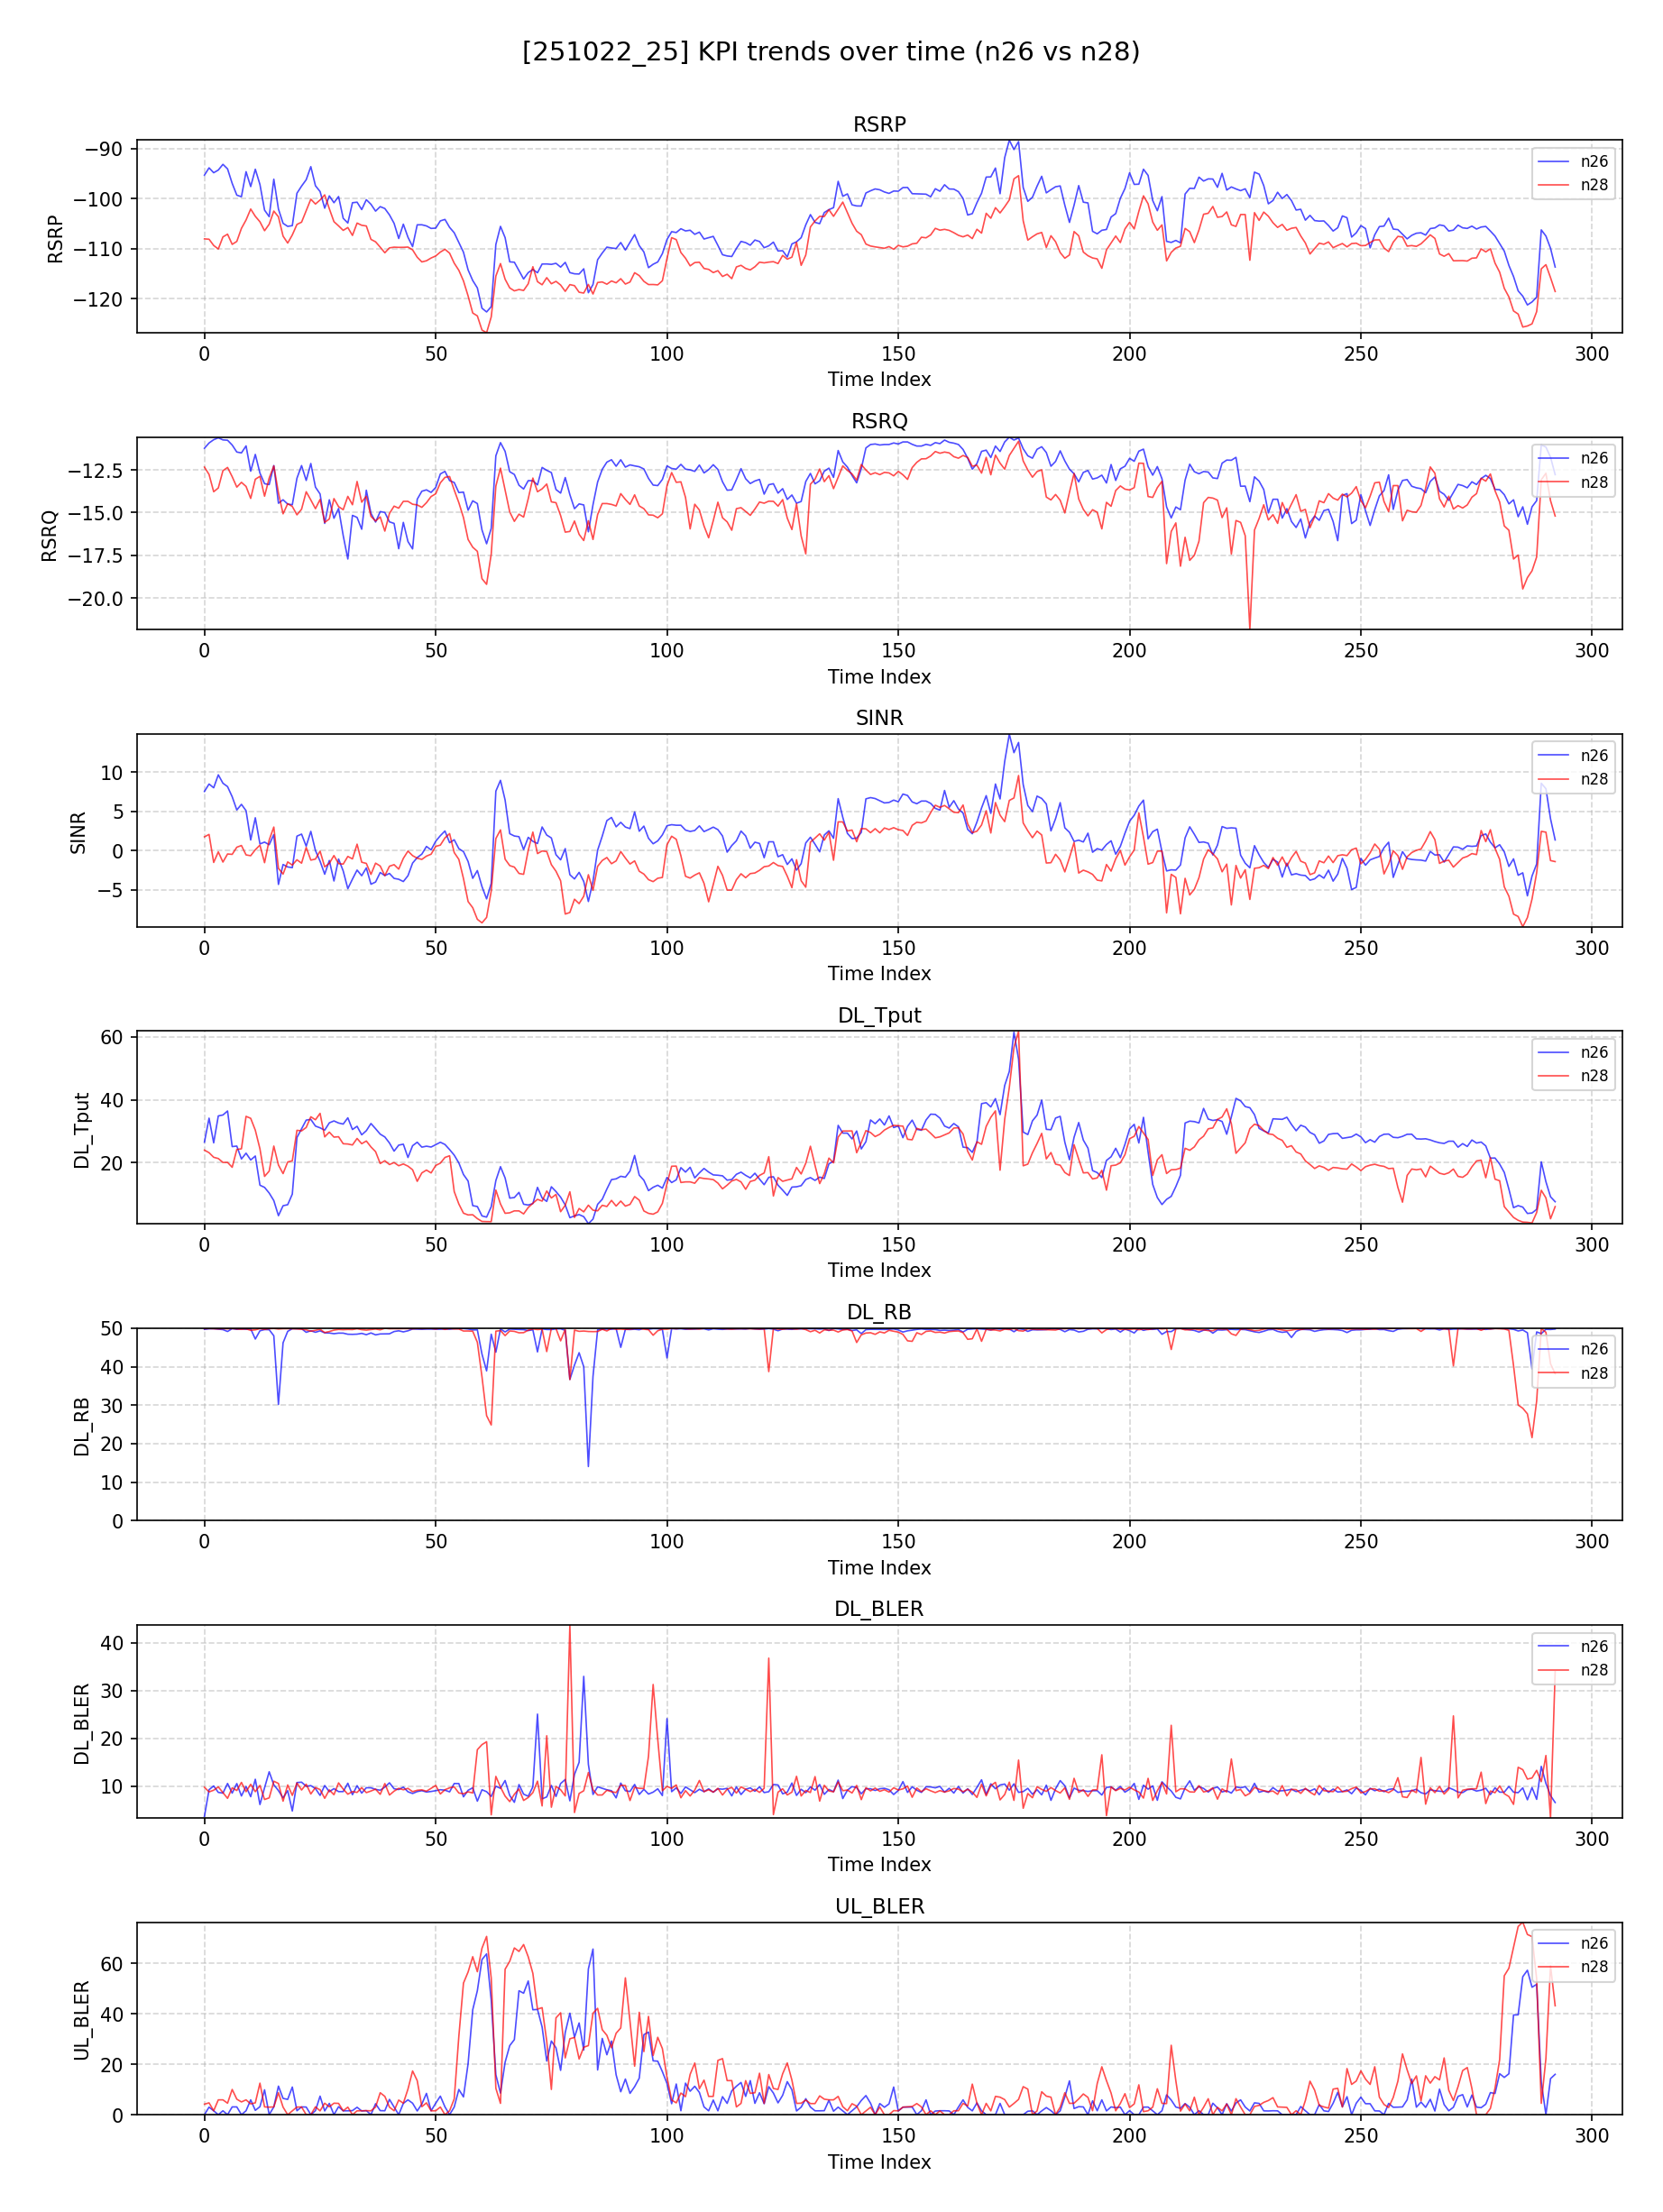 [251022_25] KPI trends over time (n26 vs n28)
RSRP
RSRP
−90
−100
−110
−120
n26
n28
0 50 100 150 200 250 300
Time Index
RSRQ
RSRQ
−12.5
−15.0
−17.5
−20.0
n26
n28
0 50 100 150 200 250 300
Time Index
SINR
SINR
10
5
0
−5
n26
n28
0 50 100 150 200 250 300
Time Index
DL_Tput
DL_Tput
60
40
20
n26
n28
0 50 100 150 200 250 300
Time Index
DL_RB
DL_RB
50
40
30
20
10
0
n26
n28
0 50 100 150 200 250 300
Time Index
DL_BLER
DL_BLER
40
30
20
10
n26
n28
0 50 100 150 200 250 300
Time Index
UL_BLER
UL_BLER
60
40
20
0
n26
n28
0 50 100 150 200 250 300
Time Index